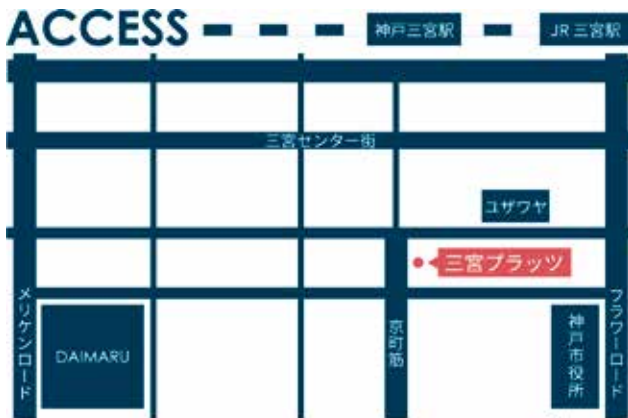 ACCESS
神戸三宮駅
JR 三宮駅
三宮センター街
ユザワヤ
三宮プラッツ
メリケンロード
DAIMARU
京町筋
神戸市役所
フラワーロード